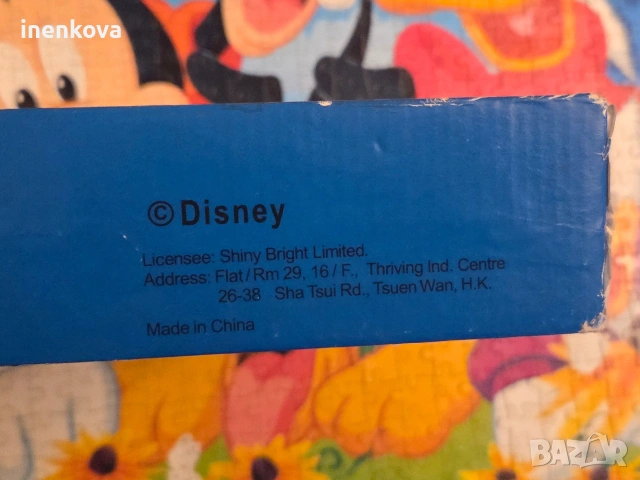 inenkova
©Disney
Licensee: Shiny Bright Limited.
Address: Flat/Rm 29, 16/F., Thriving Ind. Centre
26-38 Sha Tsui Rd., Tsuen Wan, H.K.
Made in China
BAZAR